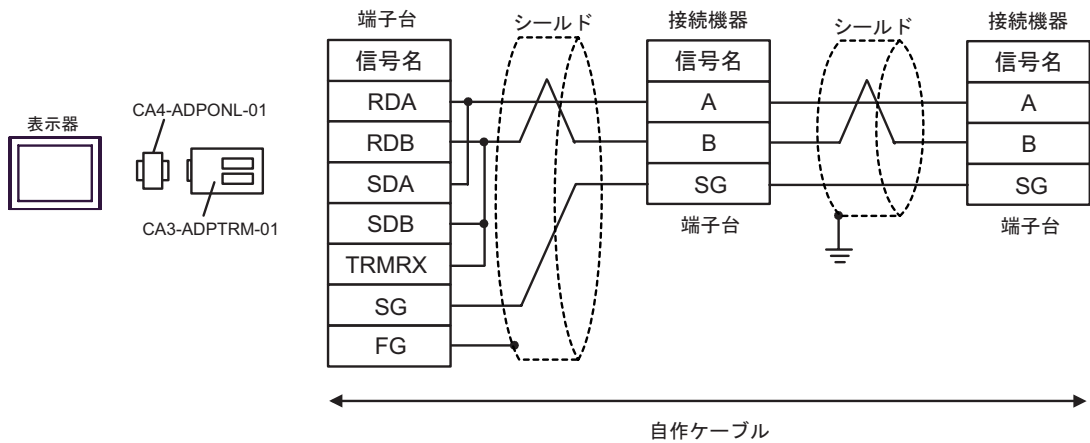 表示器
CA4-ADPONL-01
CA3-ADPTRM-01
端子台
信号名
RDA
RDB
SDA
SDB
TRMRX
SG
FG
シールド
接続機器
信号名
A
B
SG
端子台
シールド
接続機器
信号名
A
B
SG
端子台
自作ケーブル